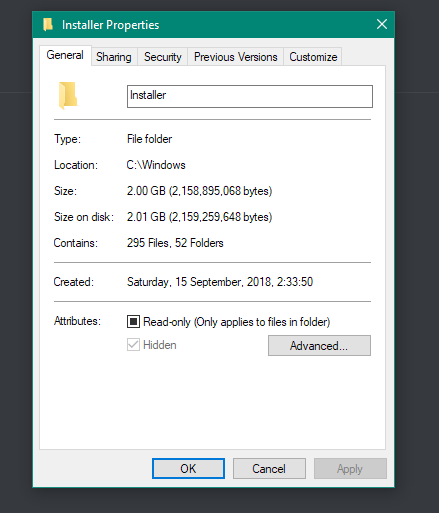 Installer Properties
General Sharing Security Previous Versions Customize
Installer
Type: File folder
Location: C:\Windows
Size: 2.00 GB (2,158,895,068 bytes)
Size on disk: 2.01 GB (2,159,259,648 bytes)
Contains: 295 Files, 52 Folders
Created: Saturday, 15 September, 2018, 2:33:50
Attributes: Read-only (Only applies to files in folder)
Hidden Advanced...
OK Cancel Apply